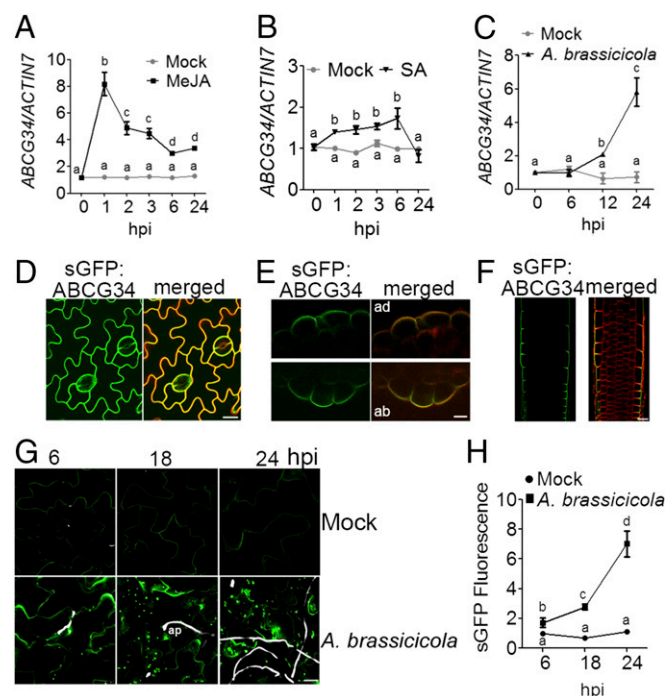 A
ABCG34/ACTIN7
10
8
6
4
2
0
Mock
MeJA
a
b
c
c
d
d
a
a
a
a
a
0 1 2 3 6 24
hpi
B
ABCG34/ACTIN7
3
2
1
0
Mock SA
a
b
b
b
b
a
a
a
a
a
0 1 2 3 6 24
hpi
C
ABCG34/ACTIN7
8
6
4
2
0
Mock
A. brassicicola
a
a
b
c
a
a
0 6 12 24
hpi
D
sGFP:
ABCG34 merged
E
sGFP:
ABCG34 merged
ad
ab
F
sGFP:
ABCG34 merged
G
6 18 24 hpi
Mock
ap
A. brassicicola
H
Mock
A. brassicicola
sGFP Fluorescence
10
8
6
4
2
0
b
c
d
a
a
a
6 18 24
hpi